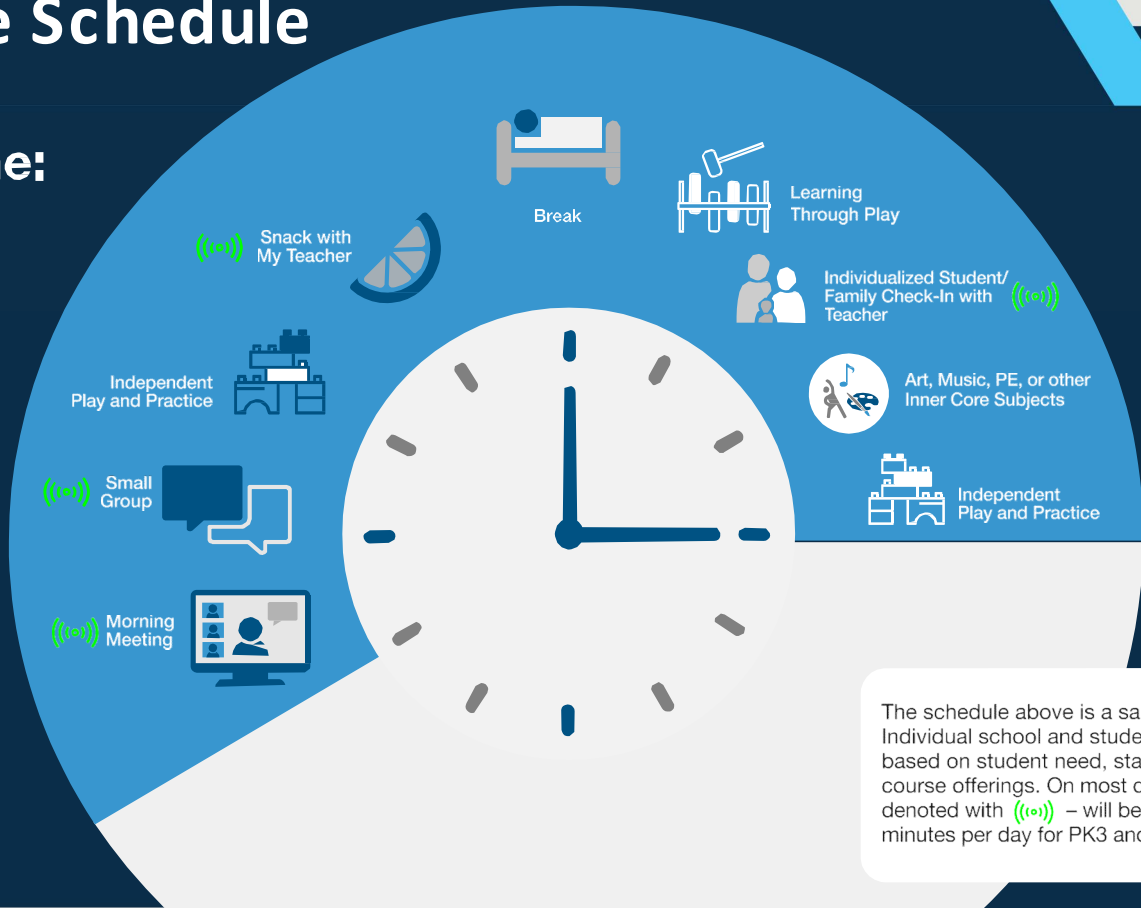 Schedule
Break
Learning
Through Play
Snack with
My Teacher
Individualized Student/
Family Check-In with
Teacher
Independent
Play and Practice
Art, Music, PE, or other
Inner Core Subjects
Small
Group
Independent
Play and Practice
Morning
Meeting
The schedule above is a
Individual school and
based on student need,
course offerings. On most
denoted with – will be
minutes per day for PK3 and